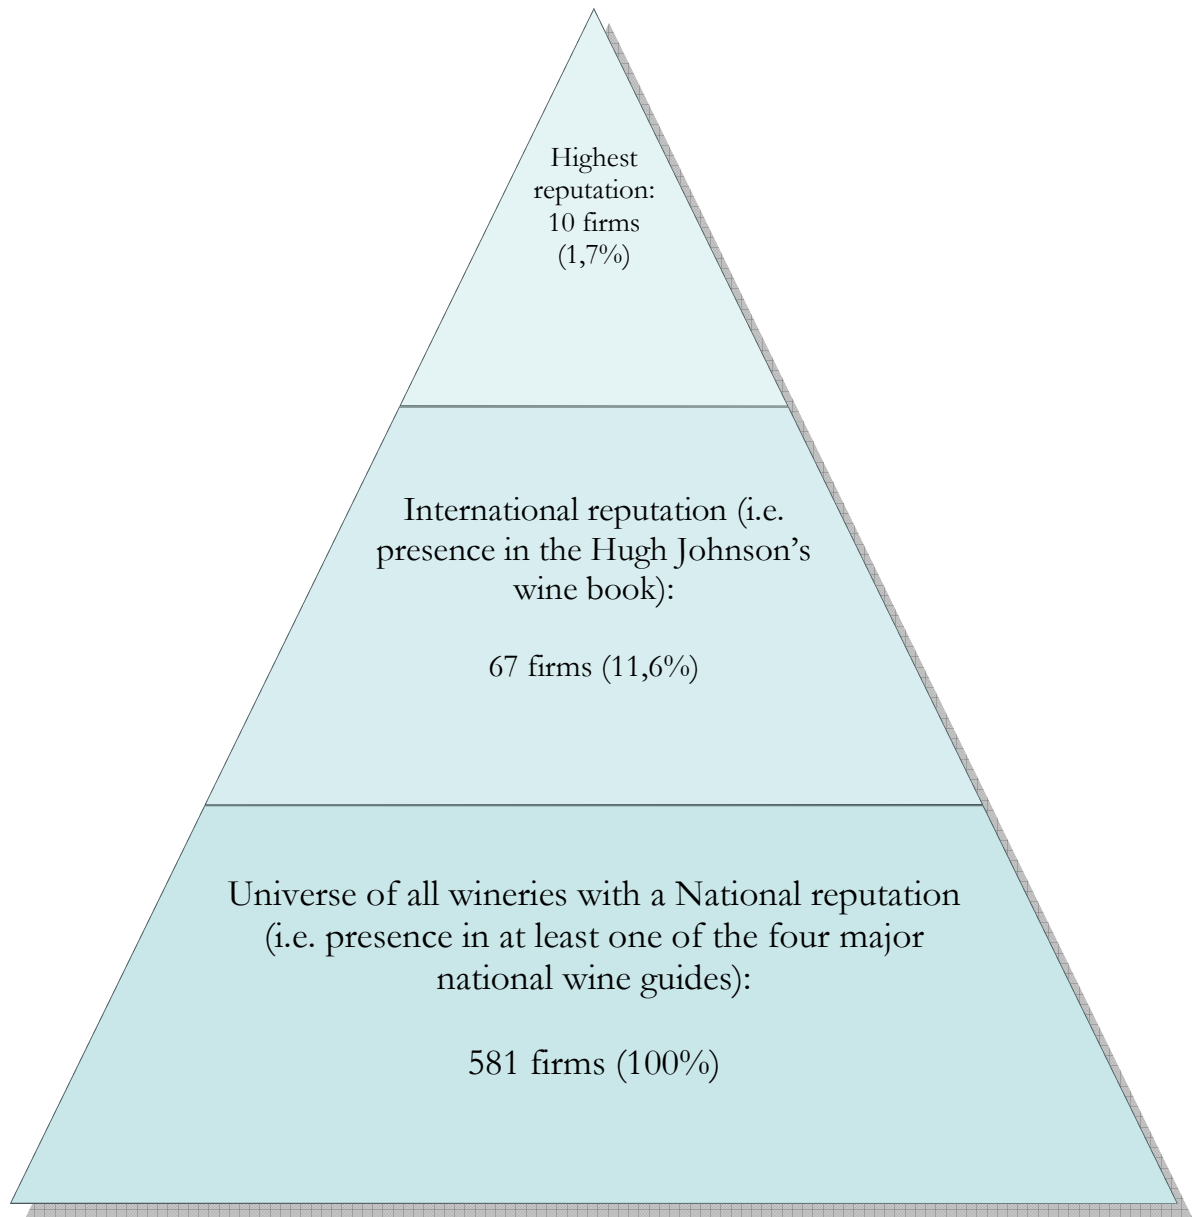 Highest
reputation:
10 firms
(1,7%)
International reputation (i.e.
presence in the Hugh Johnson’s
wine book):
67 firms (11,6%)
Universe of all wineries with a National reputation
(i.e. presence in at least one of the four major
national wine guides):
581 firms (100%)